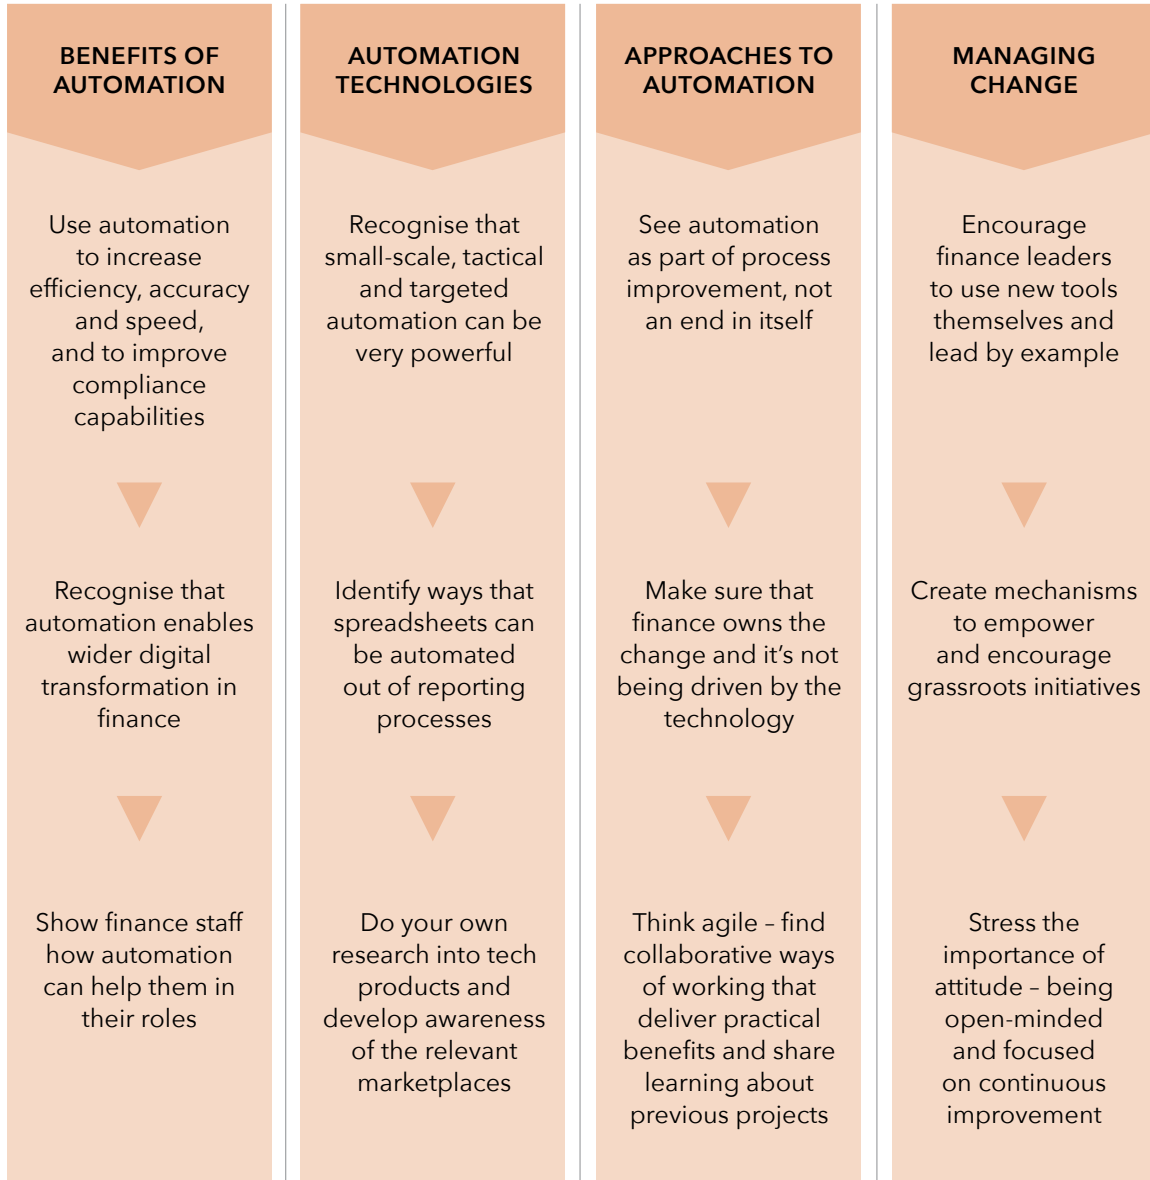 BENEFITS OF
AUTOMATION
Use automation
to increase
efficiency, accuracy
and speed,
and to improve
compliance
capabilities
Recognise that
automation enables
wider digital
transformation in
finance
Show finance staff
how automation
can help them in
their roles
AUTOMATION
TECHNOLOGIES
Recognise that
small-scale, tactical
and targeted
automation can be
very powerful
Identify ways that
spreadsheets can
be automated
out of reporting
processes
Do your own
research into tech
products and
develop awareness
of the relevant
marketplaces
APPROACHES TO
AUTOMATION
See automation
as part of process
improvement, not
an end in itself
Make sure that
finance owns the
change and it’s not
being driven by the
technology
Think agile – find
collaborative ways
of working that
deliver practical
benefits and share
learning about
previous projects
MANAGING
CHANGE
Encourage
finance leaders
to use new tools
themselves and
lead by example
Create mechanisms
to empower
and encourage
grassroots initiatives
Stress the
importance of
attitude – being
open-minded
and focused
on continuous
improvement